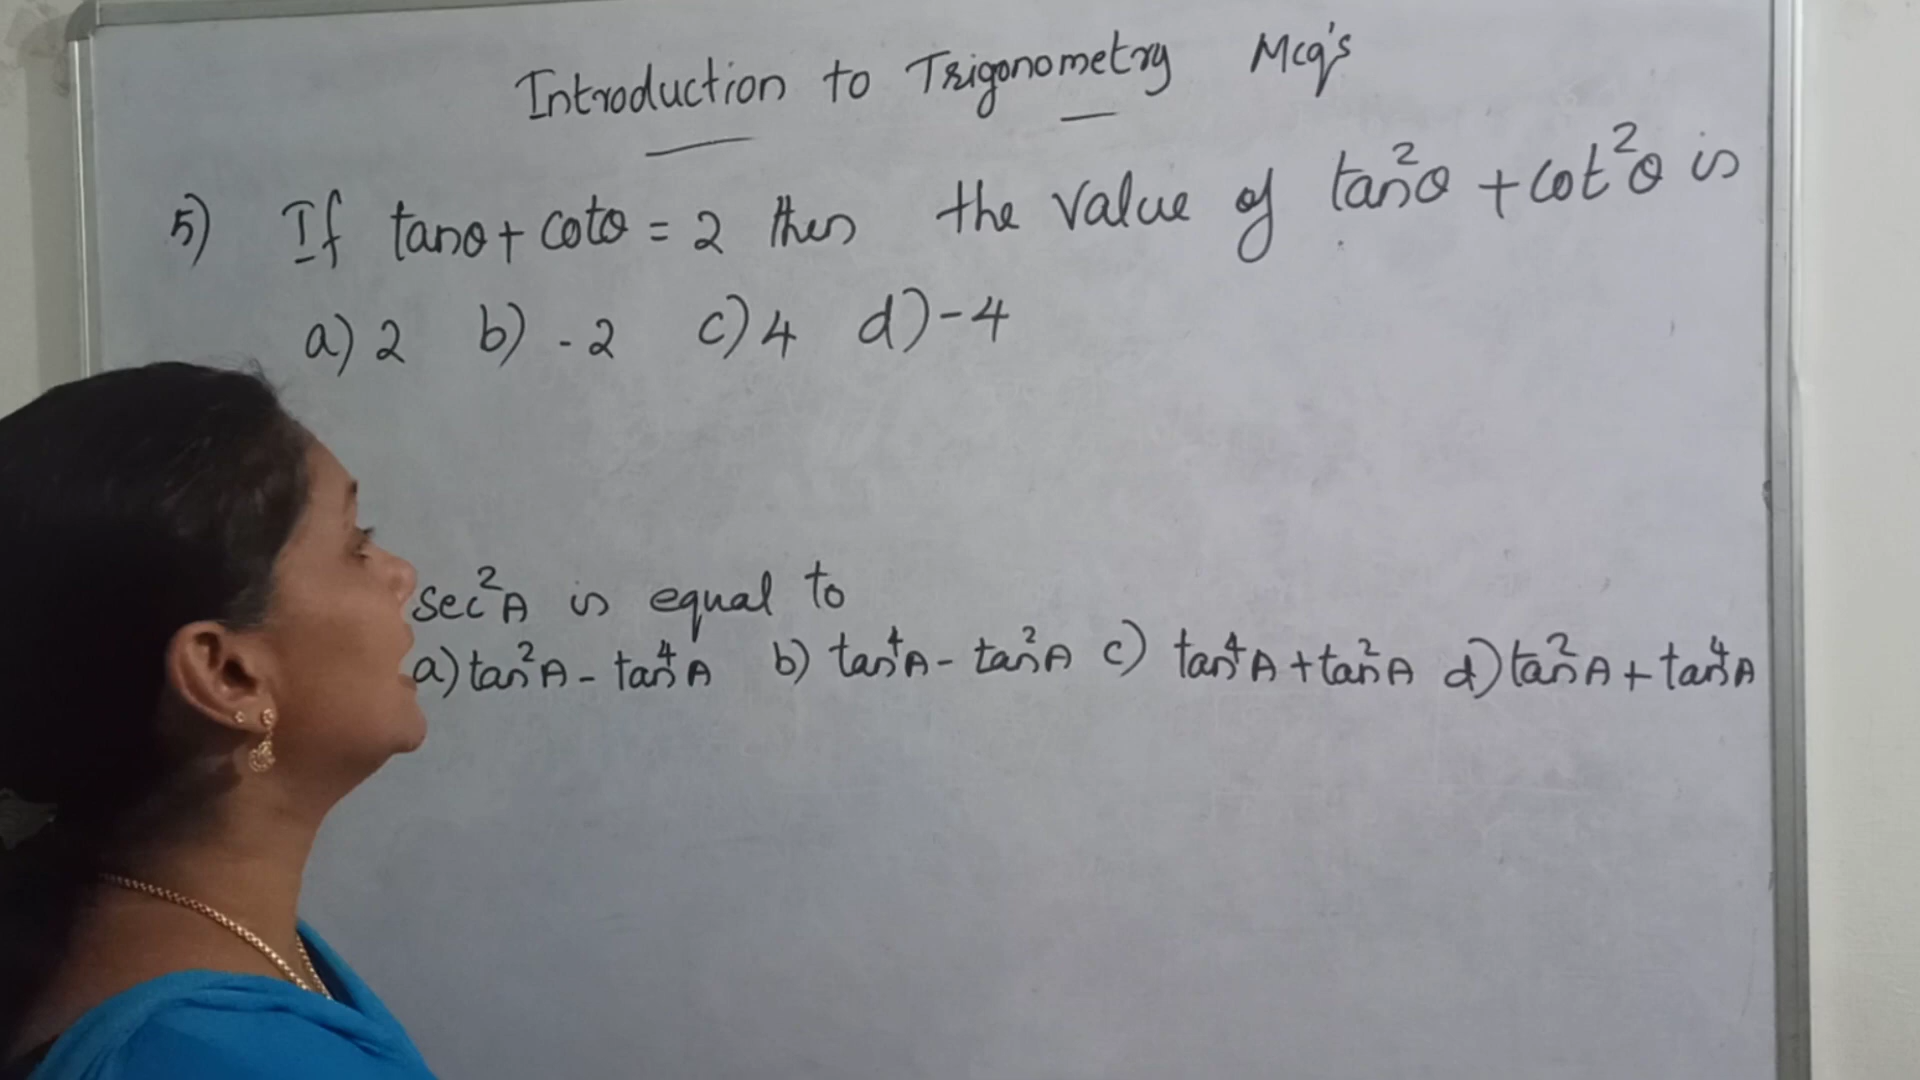 Introduction to Trigonometry Mcq's
5) If tanθ + cotθ = 2 then the value of tan²θ + cot²θ is
a) 2 b) -2 c) 4 d) -4
sec²A is equal to
a) tan²A - tan⁴A b) tan⁴A - tan²A c) tan⁴A + tan²A d) tan²A + tan⁴A